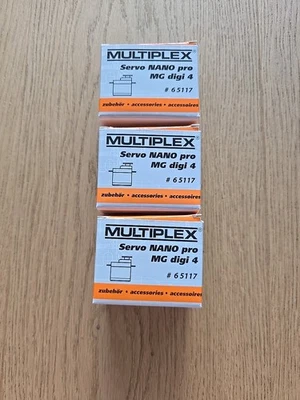 MULTIPLEX®
Servo NANO pro
MG digi 4
# 65117
zubehör • accessories • accessoires
MULTIPLEX®
Servo NANO pro
MG digi 4
# 65117
zubehör • accessories • accessoires
MULTIPLEX®
Servo NANO pro
MG digi 4
# 65117
zubehör • accessories • accessoires